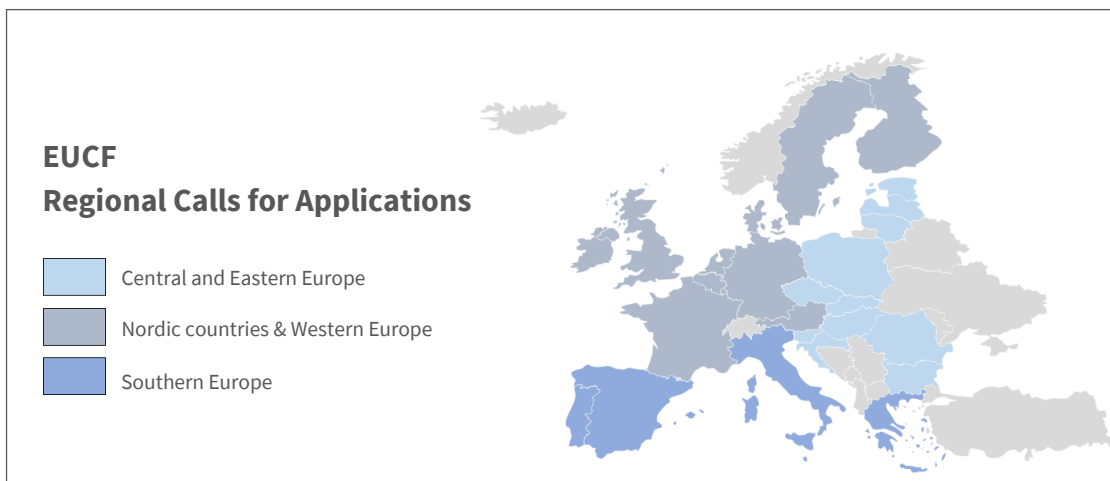 EUCF
Regional Calls for Applications
Central and Eastern Europe
Nordic countries & Western Europe
Southern Europe